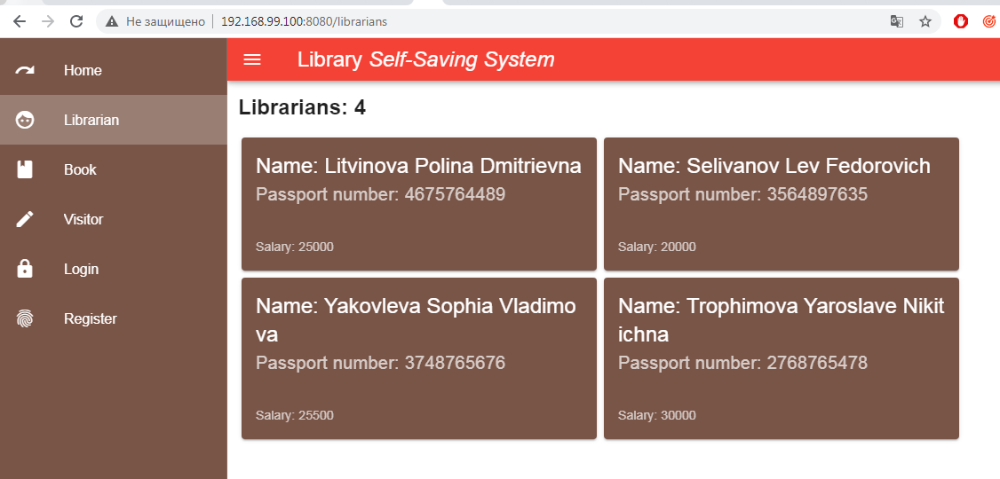 Не защищено 192.168.99.100:8080/librarians
Library Self-Saving System
Home
Librarian
Book
Visitor
Login
Register
Librarians: 4
Name: Litvinova Polina Dmitrievna
Passport number: 4675764489
Salary: 25000
Name: Selivanov Lev Fedorovich
Passport number: 3564897635
Salary: 20000
Name: Yakovleva Sophia Vladimo
va
Passport number: 3748765676
Salary: 25500
Name: Trophimova Yaroslave Nikit
ichna
Passport number: 2768765478
Salary: 30000